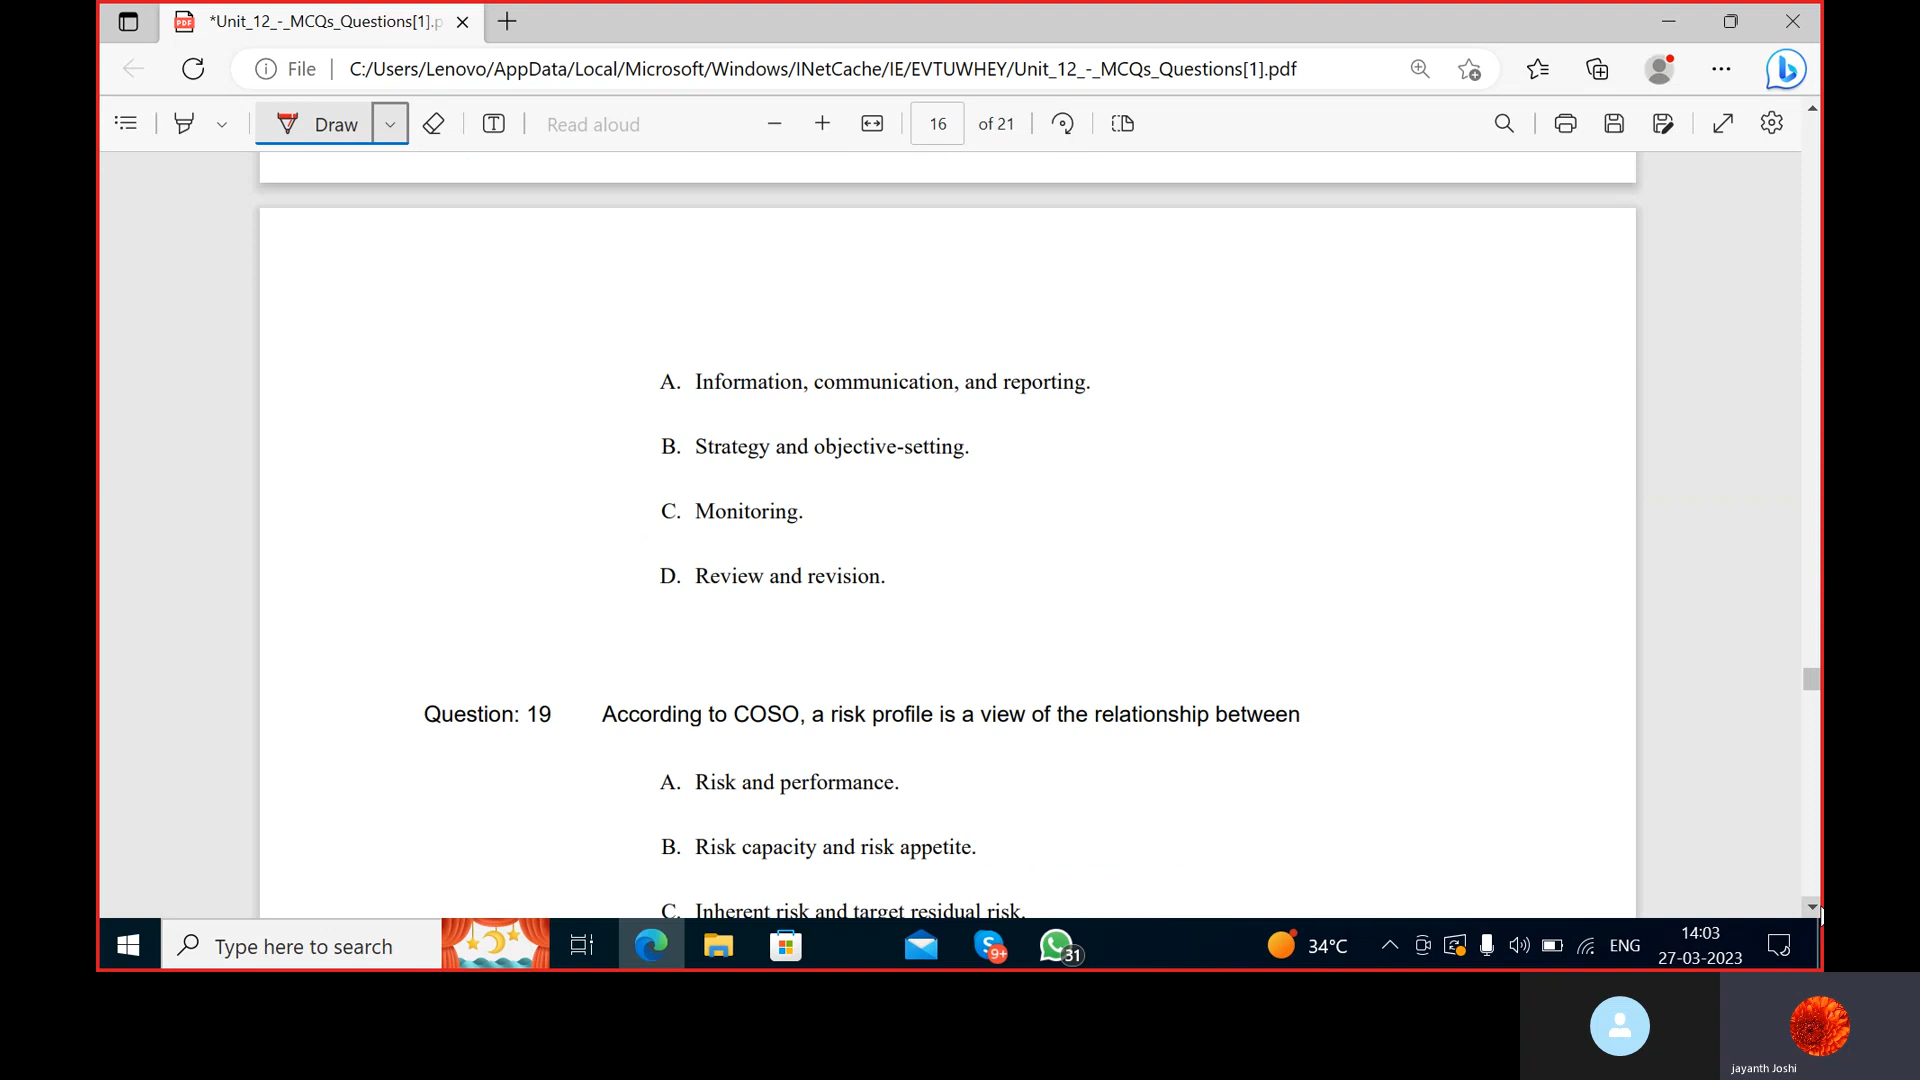 *Unit_12_-_MCQs_Questions[1].p
File
C:/Users/Lenovo/AppData/Local/Microsoft/Windows/INetCache/IE/EVTUWHEY/Unit_12_-_MCQs_Questions[1].pdf
Draw
Read aloud
16 of 21
A. Information, communication, and reporting.
B. Strategy and objective-setting.
C. Monitoring.
D. Review and revision.
Question: 19 According to COSO, a risk profile is a view of the relationship between
A. Risk and performance.
B. Risk capacity and risk appetite.
C. Inherent risk and target residual risk.
Type here to search
9+
31
34°C
ENG
14:03
27-03-2023
jayanth Joshi